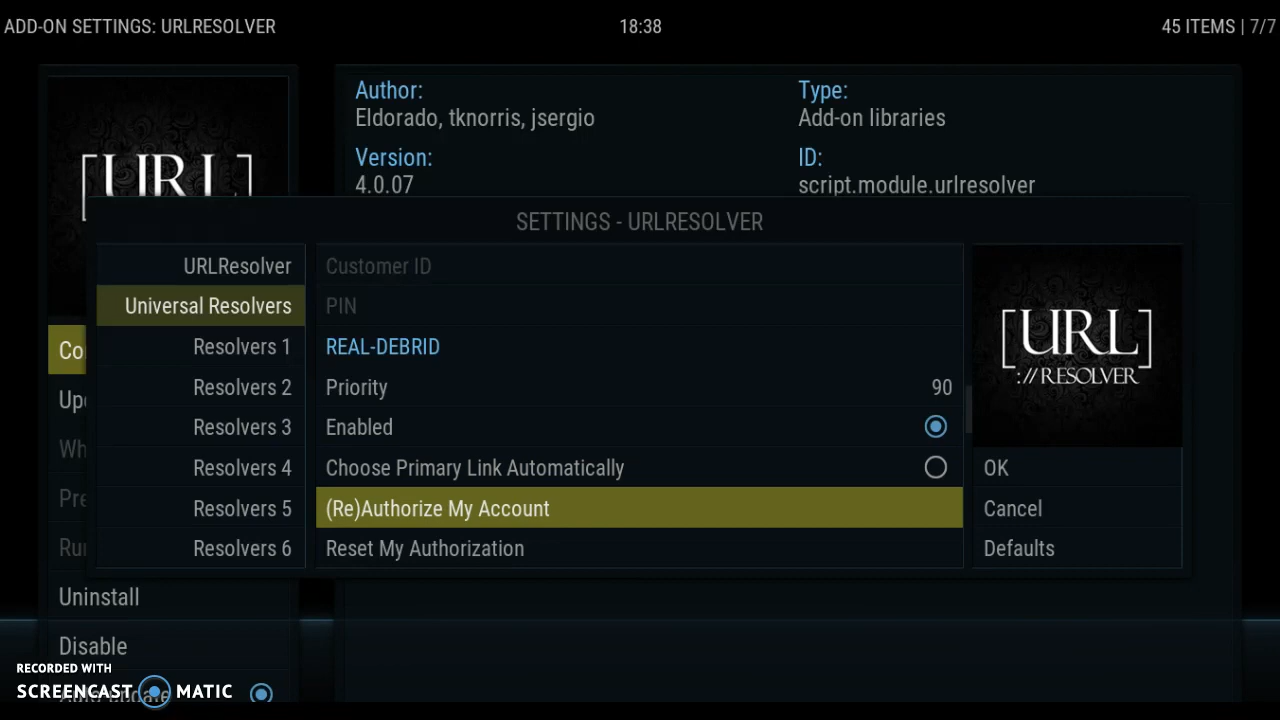 ADD-ON SETTINGS: URLRESOLVER
18:38
45 ITEMS | 7/7
Author:
Eldorado, tknorris, jsergio
Type:
Add-on libraries
Version:
4.0.07
ID:
script.module.urlresolver
[URL]
SETTINGS - URLRESOLVER
URLResolver
Universal Resolvers
Resolvers 1
Resolvers 2
Resolvers 3
Resolvers 4
Resolvers 5
Resolvers 6
Customer ID
PIN
REAL-DEBRID
Priority
90
Enabled
Choose Primary Link Automatically
(Re)Authorize My Account
Reset My Authorization
[URL]
://RESOLVER
OK
Cancel
Defaults
Uninstall
Disable
RECORDED WITH
SCREENCAST MATIC